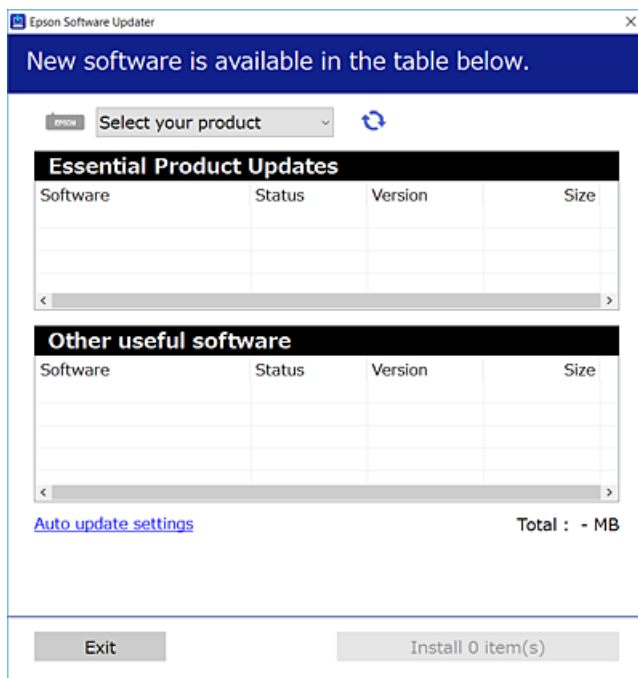 Epson Software Updater
New software is available in the table below.
EPSON Select your product
Essential Product Updates
Software Status Version Size
Other useful software
Software Status Version Size
Auto update settings Total : - MB
Exit Install 0 item(s)